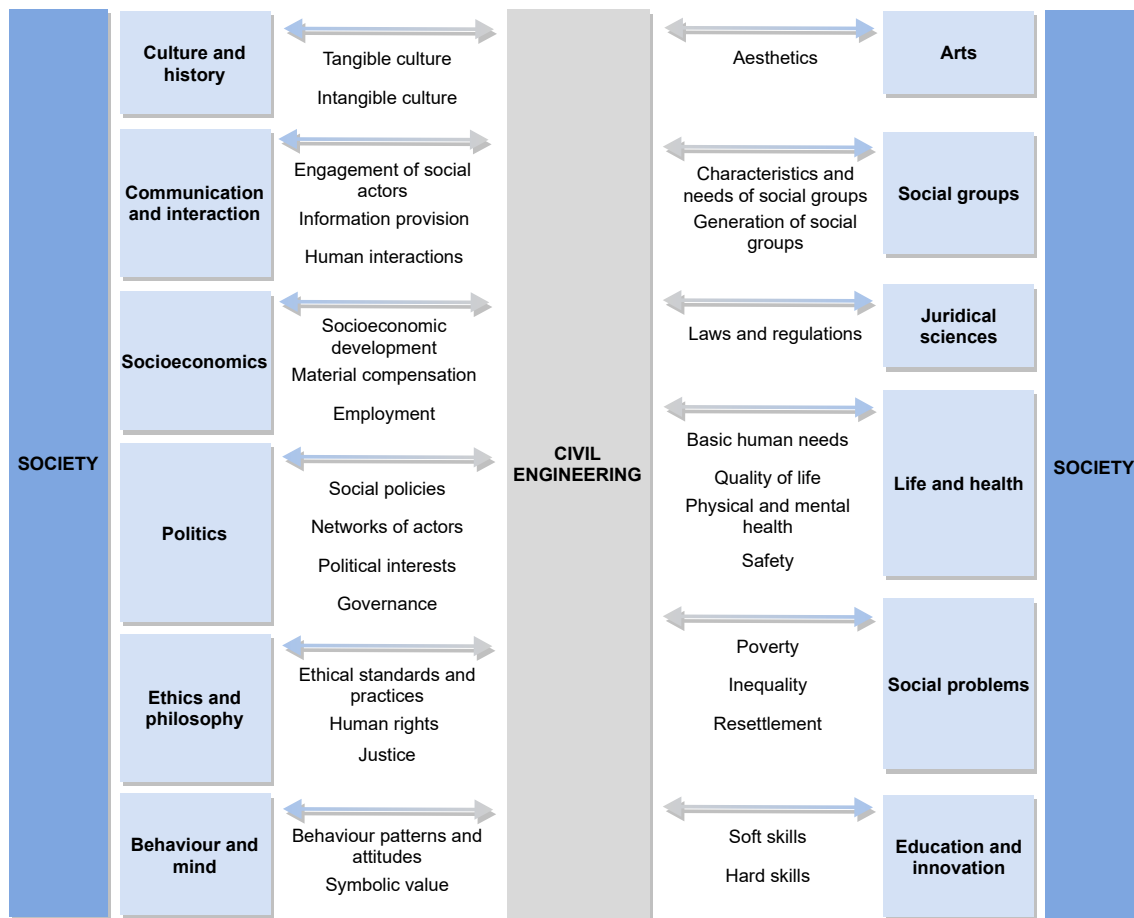 SOCIETY
Culture and
history
Tangible culture
Intangible culture
Communication
and interaction
Engagement of social
actors
Information provision
Human interactions
Socioeconomics
Socioeconomic
development
Material compensation
Employment
Politics
Social policies
Networks of actors
Political interests
Governance
Ethics and
philosophy
Ethical standards and
practices
Human rights
Justice
Behaviour and
mind
Behaviour patterns and
attitudes
Symbolic value
CIVIL
ENGINEERING
Aesthetics
Arts
Characteristics and
needs of social groups
Generation of social
groups
Social groups
Laws and regulations
Juridical
sciences
Basic human needs
Quality of life
Physical and mental
health
Safety
Life and health
Poverty
Inequality
Resettlement
Social problems
Soft skills
Hard skills
Education and
innovation
SOCIETY